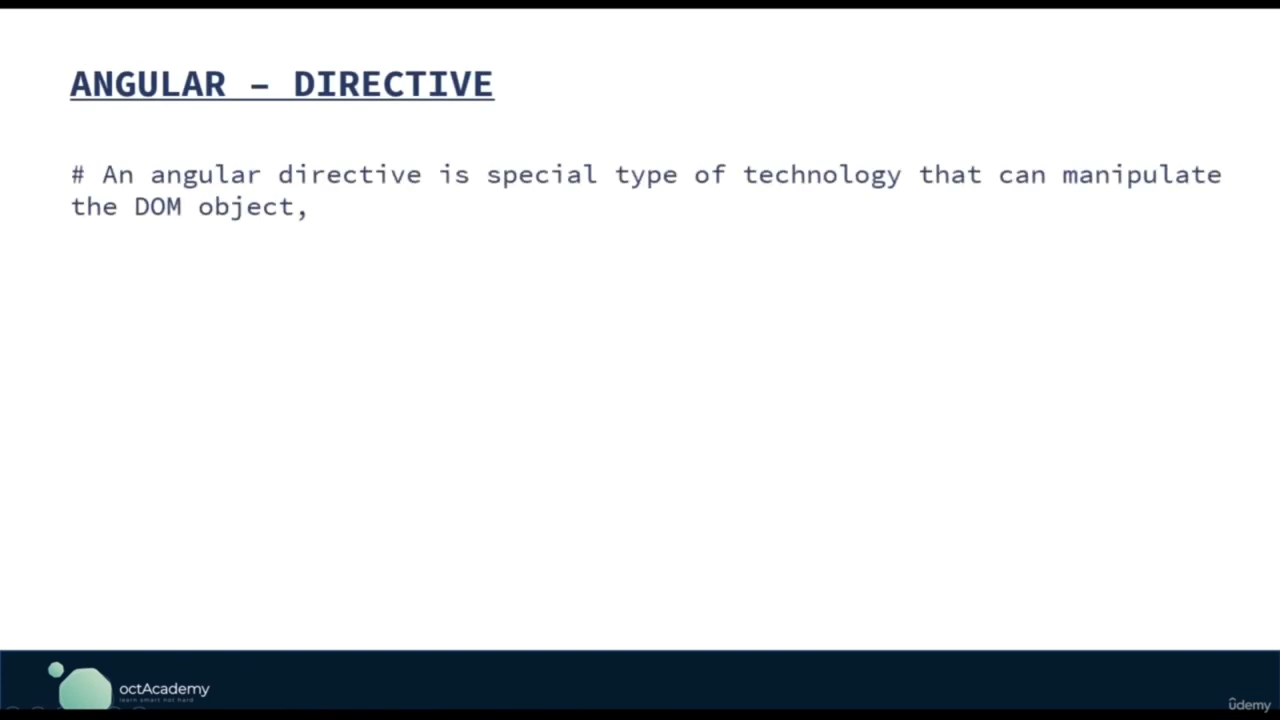 ANGULAR – DIRECTIVE
# An angular directive is special type of technology that can manipulate
the DOM object,
octAcademy
learn smart not hard
ûdemy